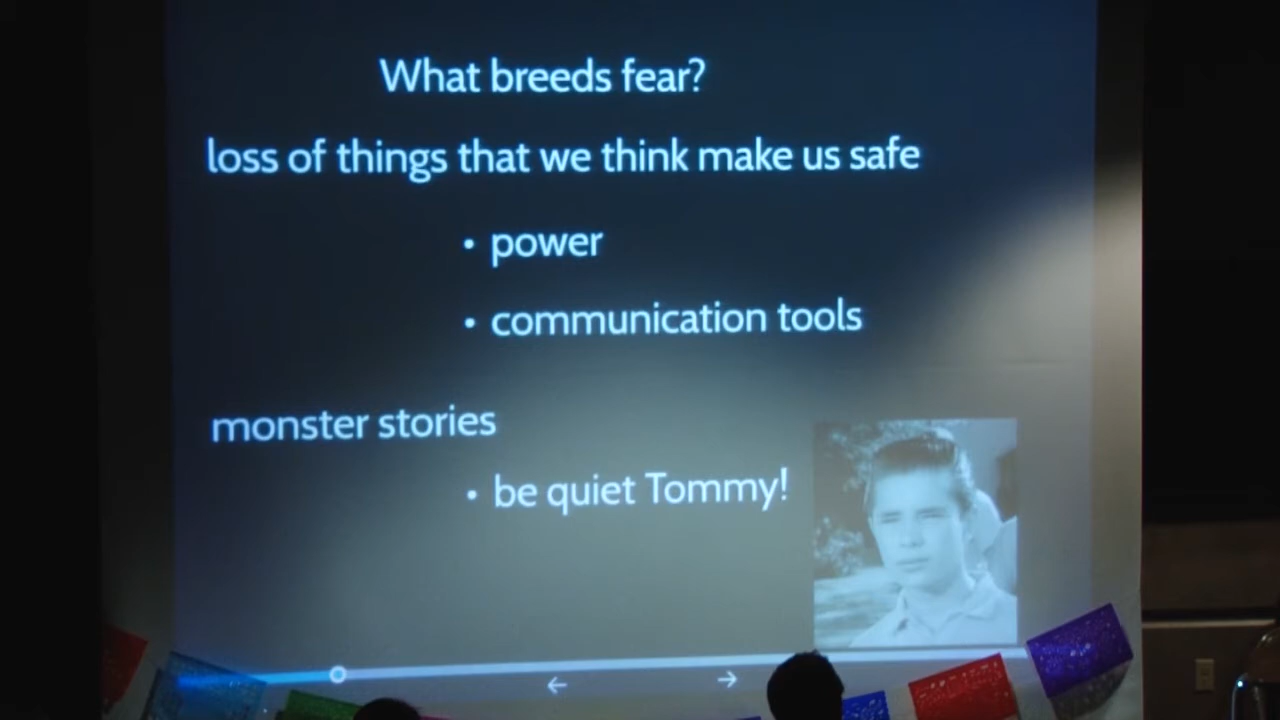 What breeds fear?
loss of things that we think make us safe
• power
• communication tools
monster stories
• be quiet Tommy!